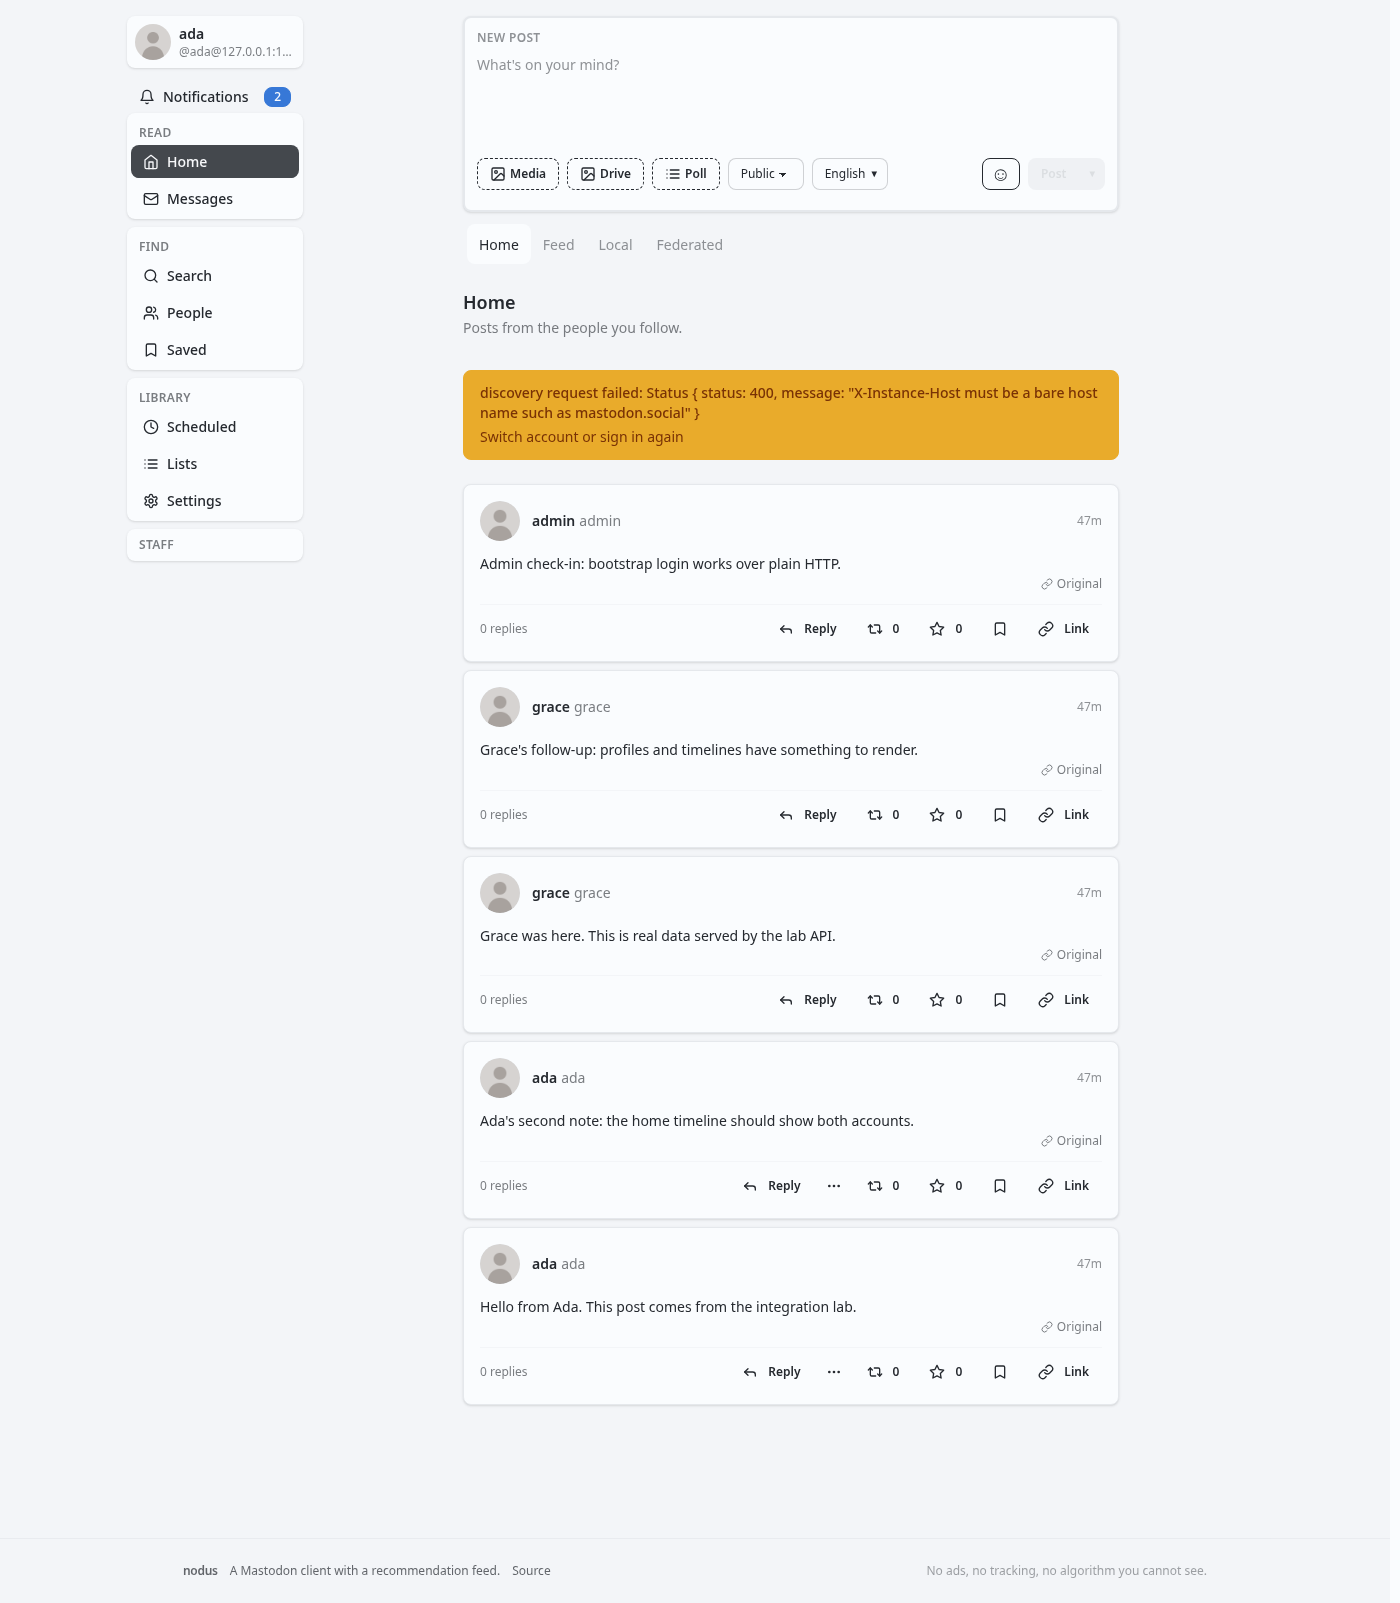 ada
@ada@127.0.0.1:1...
Notifications 2
READ
Home
Messages
FIND
Search
People
Saved
LIBRARY
Scheduled
Lists
Settings
STAFF
NEW POST
What's on your mind?
Media Drive Poll Public English Post
Home Feed Local Federated
Home
Posts from the people you follow.
discovery request failed: Status { status: 400, message: "X-Instance-Host must be a bare host
name such as mastodon.social" }
Switch account or sign in again
admin admin 47m
Admin check-in: bootstrap login works over plain HTTP.
Original
0 replies Reply 0 0 Link
grace grace 47m
Grace's follow-up: profiles and timelines have something to render.
Original
0 replies Reply 0 0 Link
grace grace 47m
Grace was here. This is real data served by the lab API.
Original
0 replies Reply 0 0 Link
ada ada 47m
Ada's second note: the home timeline should show both accounts.
Original
0 replies Reply 0 0 Link
ada ada 47m
Hello from Ada. This post comes from the integration lab.
Original
0 replies Reply 0 0 Link
nodus A Mastodon client with a recommendation feed. Source No ads, no tracking, no algorithm you cannot see.